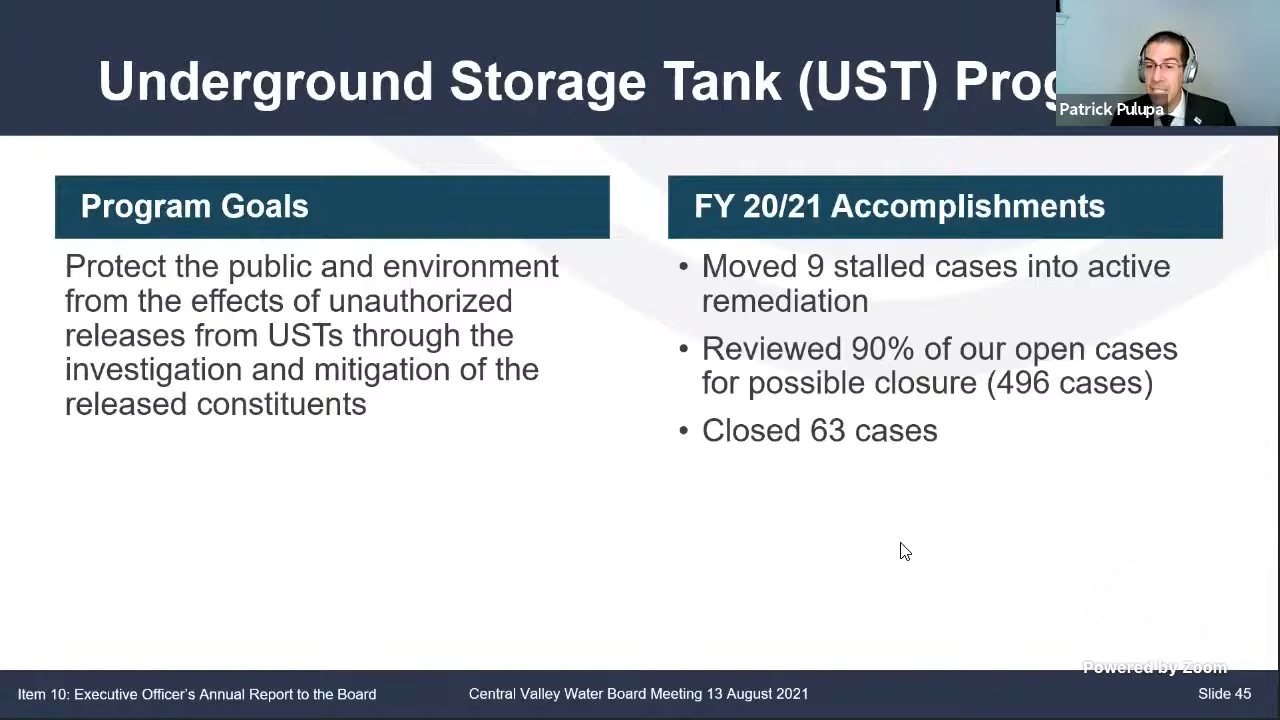 Underground Storage Tank (UST) Prog
Patrick Pulupa
Program Goals
Protect the public and environment
from the effects of unauthorized
releases from USTs through the
investigation and mitigation of the
released constituents
FY 20/21 Accomplishments
• Moved 9 stalled cases into active
remediation
• Reviewed 90% of our open cases
for possible closure (496 cases)
• Closed 63 cases
Powered by Zoom
Item 10: Executive Officer's Annual Report to the Board
Central Valley Water Board Meeting 13 August 2021
Slide 45